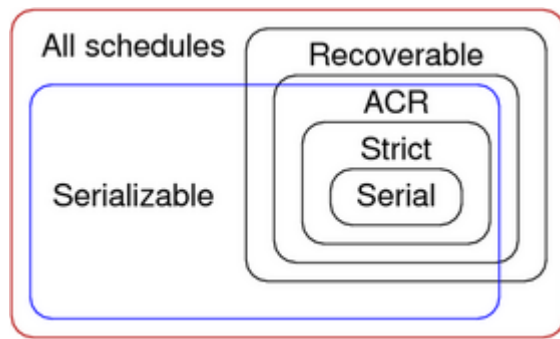 All schedules
Recoverable
ACR
Strict
Serializable
Serial